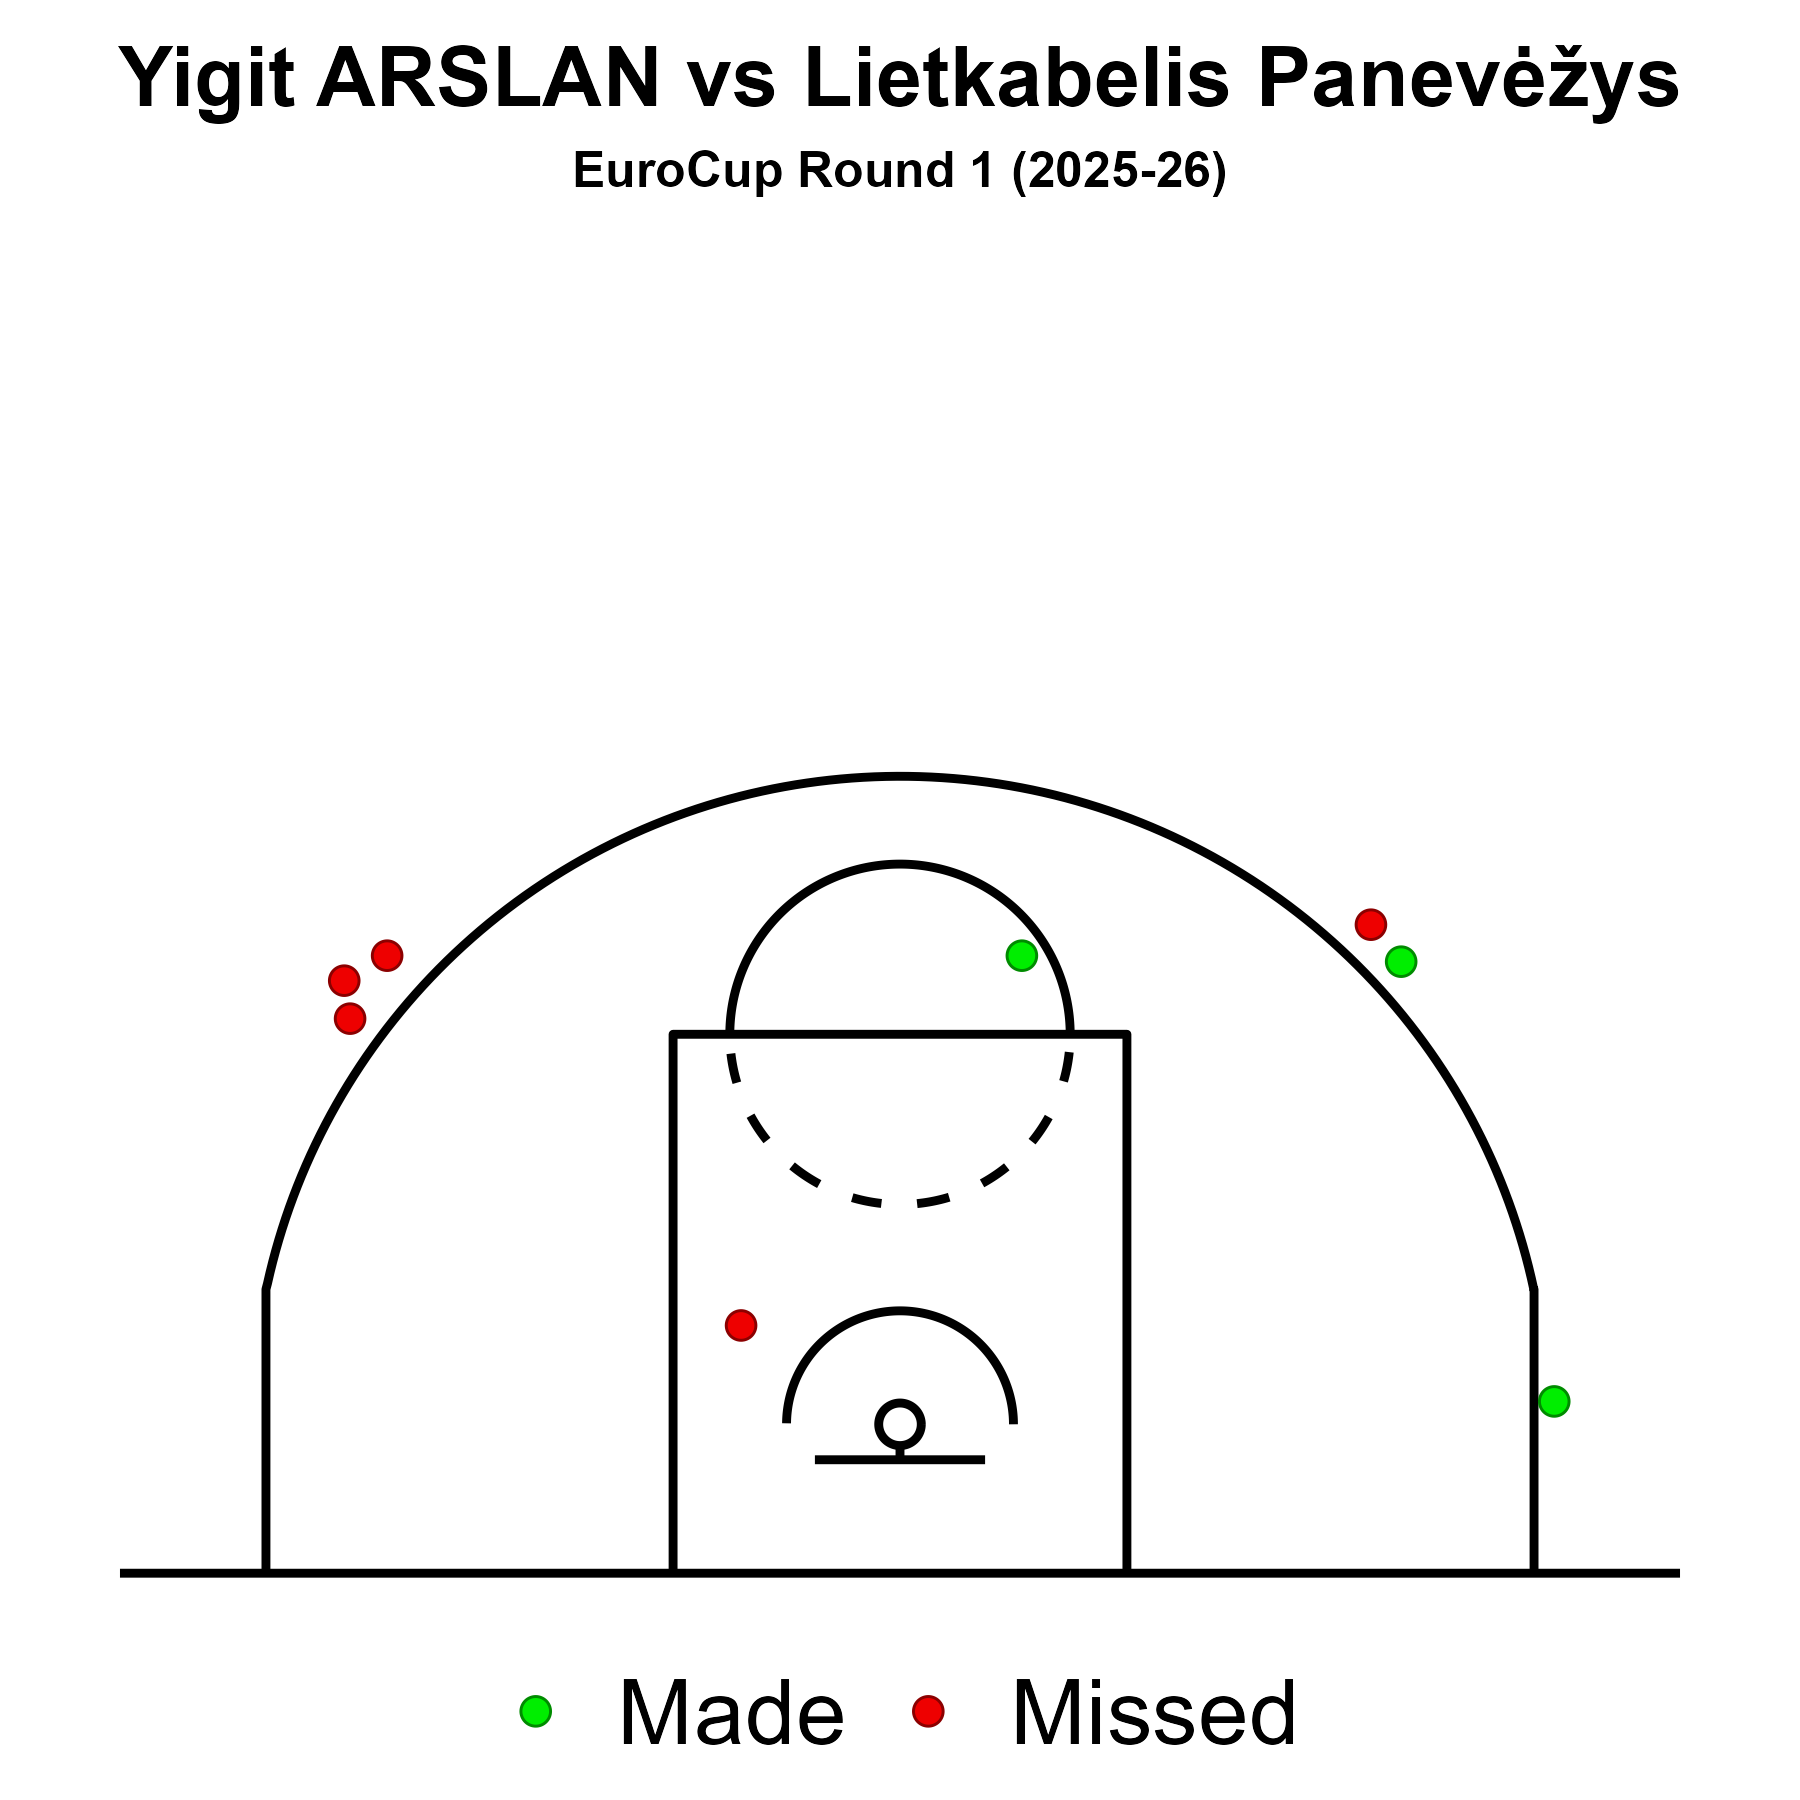 Yigit ARSLAN vs Lietkabelis Panevėžys
EuroCup Round 1 (2025-26)
Made Missed